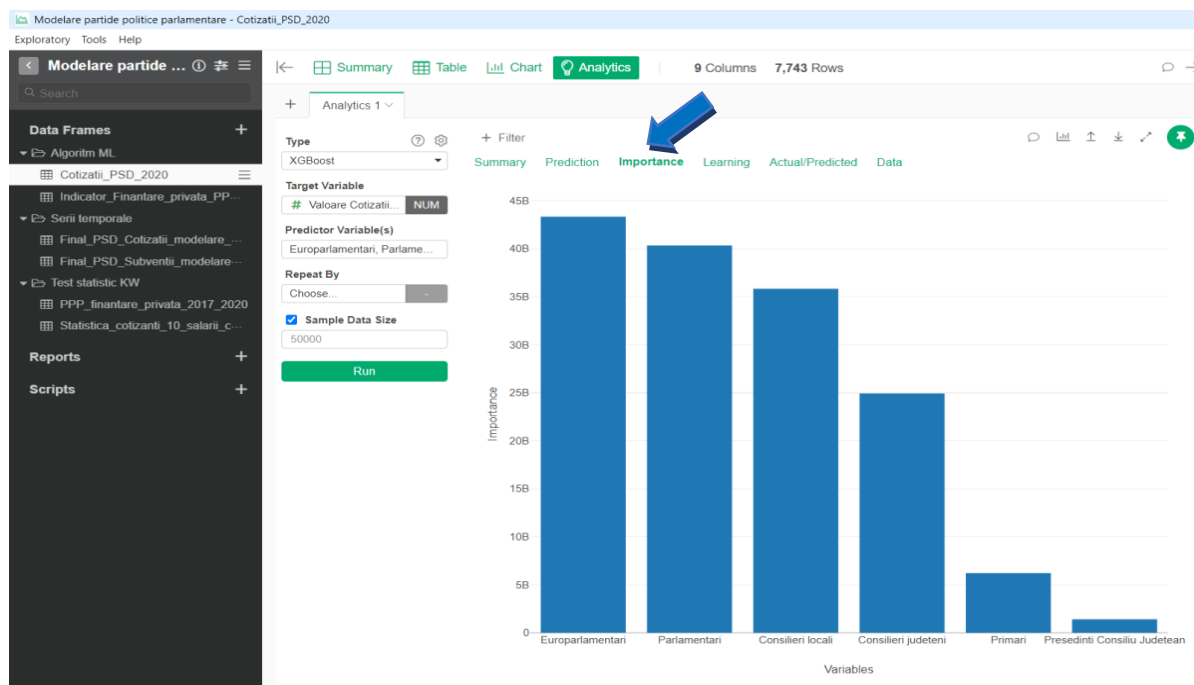 Modelare partide politice parlamentare - Cotizatii_PSD_2020
Exploratory Tools Help
Modelare partide ...
Summary Table Chart Analytics 9 Columns 7,743 Rows
Search
Data Frames +
Algoritm ML
Cotizatii_PSD_2020
Indicator_Finantare_privata_PP...
Serii temporale
Final_PSD_Cotizatii_modelare_...
Final_PSD_Subventii_modelare...
Test statistic KW
PPP_finantare_privata_2017_2020
Statistica_cotizanti_10_salarii_c...
Reports +
Scripts +
+ Analytics 1
Type
XGBoost
Target Variable
# Valoare Cotizatii... NUM
Predictor Variable(s)
Europarlamentari, Parlame...
Repeat By
Choose... -
Sample Data Size
50000
Run
+ Filter
Summary Prediction Importance Learning Actual/Predicted Data
45B
40B
35B
30B
25B
20B
15B
10B
5B
0
Importance
Europarlamentari Parlamentari Consilieri locali Consilieri judeteni Primari Presedinti Consiliu Judetean
Variables